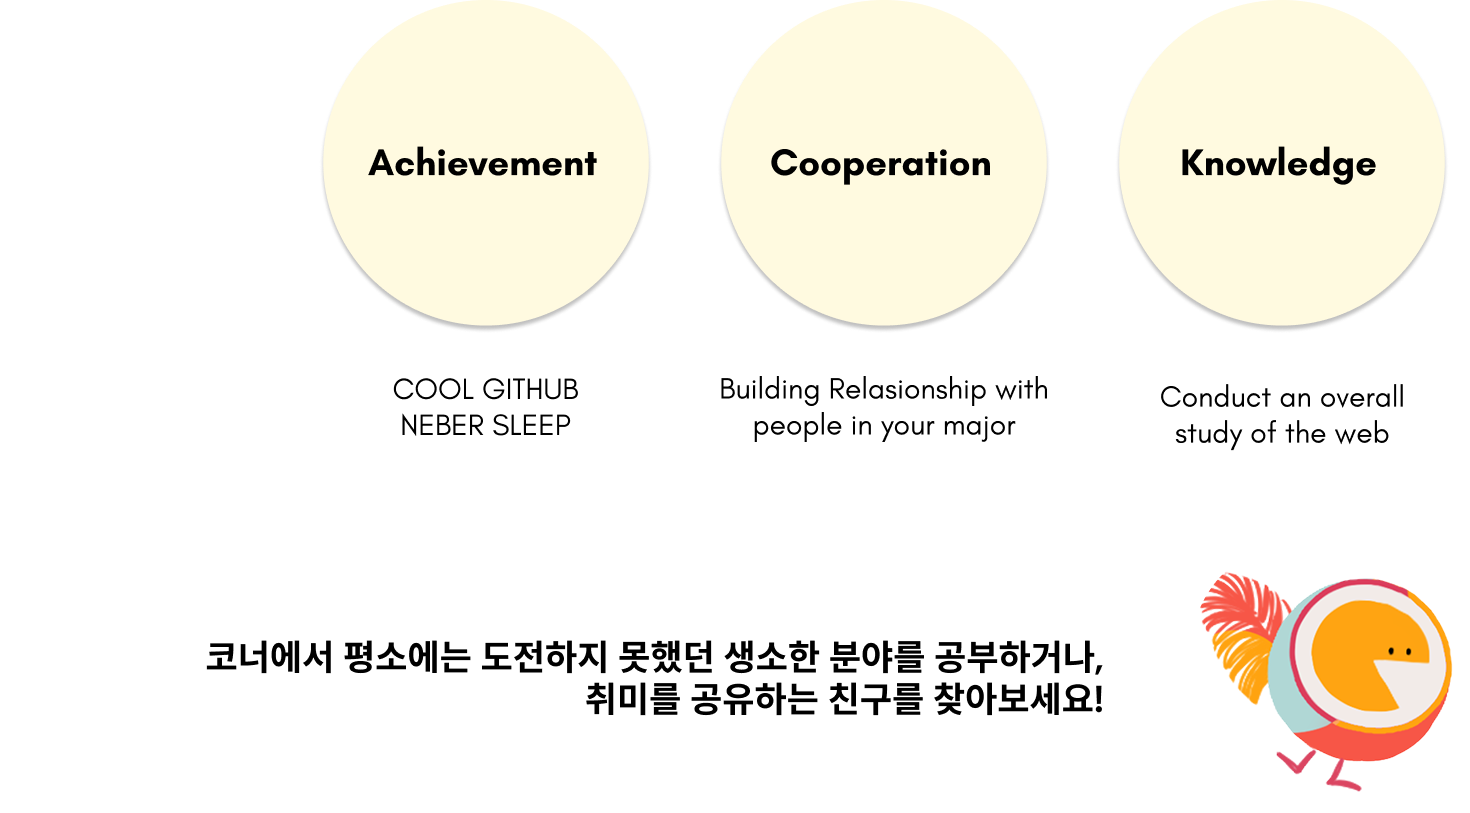 Achievement
Cooperation
Knowledge
COOL GITHUB
NEBER SLEEP
Building Relasionship with
people in your major
Conduct an overall
study of the web
코너에서 평소에는 도전하지 못했던 생소한 분야를 공부하거나,
취미를 공유하는 친구를 찾아보세요!